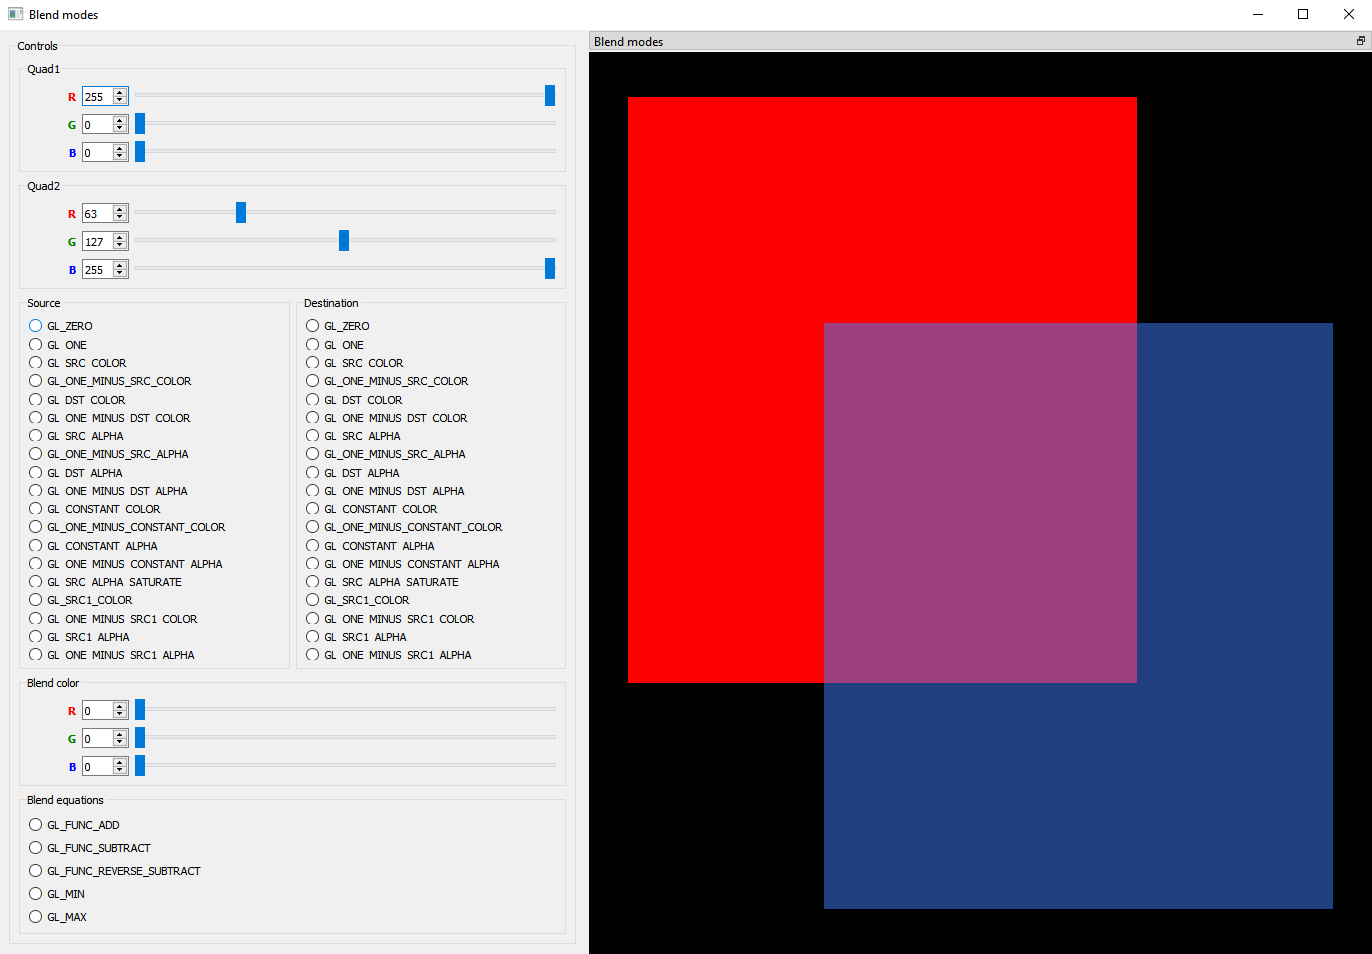 Blend modes
Controls
Quad1
R 255
G 0
B 0
Quad2
R 63
G 127
B 255
Source
GL_ZERO
GL_ONE
GL_SRC_COLOR
GL_ONE_MINUS_SRC_COLOR
GL_DST_COLOR
GL_ONE_MINUS_DST_COLOR
GL_SRC_ALPHA
GL_ONE_MINUS_SRC_ALPHA
GL_DST_ALPHA
GL_ONE_MINUS_DST_ALPHA
GL_CONSTANT_COLOR
GL_ONE_MINUS_CONSTANT_COLOR
GL_CONSTANT_ALPHA
GL_ONE_MINUS_CONSTANT_ALPHA
GL_SRC_ALPHA_SATURATE
GL_SRC1_COLOR
GL_ONE_MINUS_SRC1_COLOR
GL_SRC1_ALPHA
GL_ONE_MINUS_SRC1_ALPHA
Destination
GL_ZERO
GL_ONE
GL_SRC_COLOR
GL_ONE_MINUS_SRC_COLOR
GL_DST_COLOR
GL_ONE_MINUS_DST_COLOR
GL_SRC_ALPHA
GL_ONE_MINUS_SRC_ALPHA
GL_DST_ALPHA
GL_ONE_MINUS_DST_ALPHA
GL_CONSTANT_COLOR
GL_ONE_MINUS_CONSTANT_COLOR
GL_CONSTANT_ALPHA
GL_ONE_MINUS_CONSTANT_ALPHA
GL_SRC_ALPHA_SATURATE
GL_SRC1_COLOR
GL_ONE_MINUS_SRC1_COLOR
GL_SRC1_ALPHA
GL_ONE_MINUS_SRC1_ALPHA
Blend color
R 0
G 0
B 0
Blend equations
GL_FUNC_ADD
GL_FUNC_SUBTRACT
GL_FUNC_REVERSE_SUBTRACT
GL_MIN
GL_MAX
Blend modes